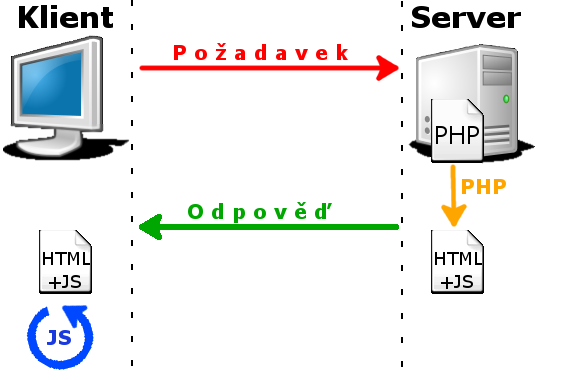 Klient
Server
Požadavek
PHP
PHP
Odpověď
HTML
+JS
HTML
+JS
JS